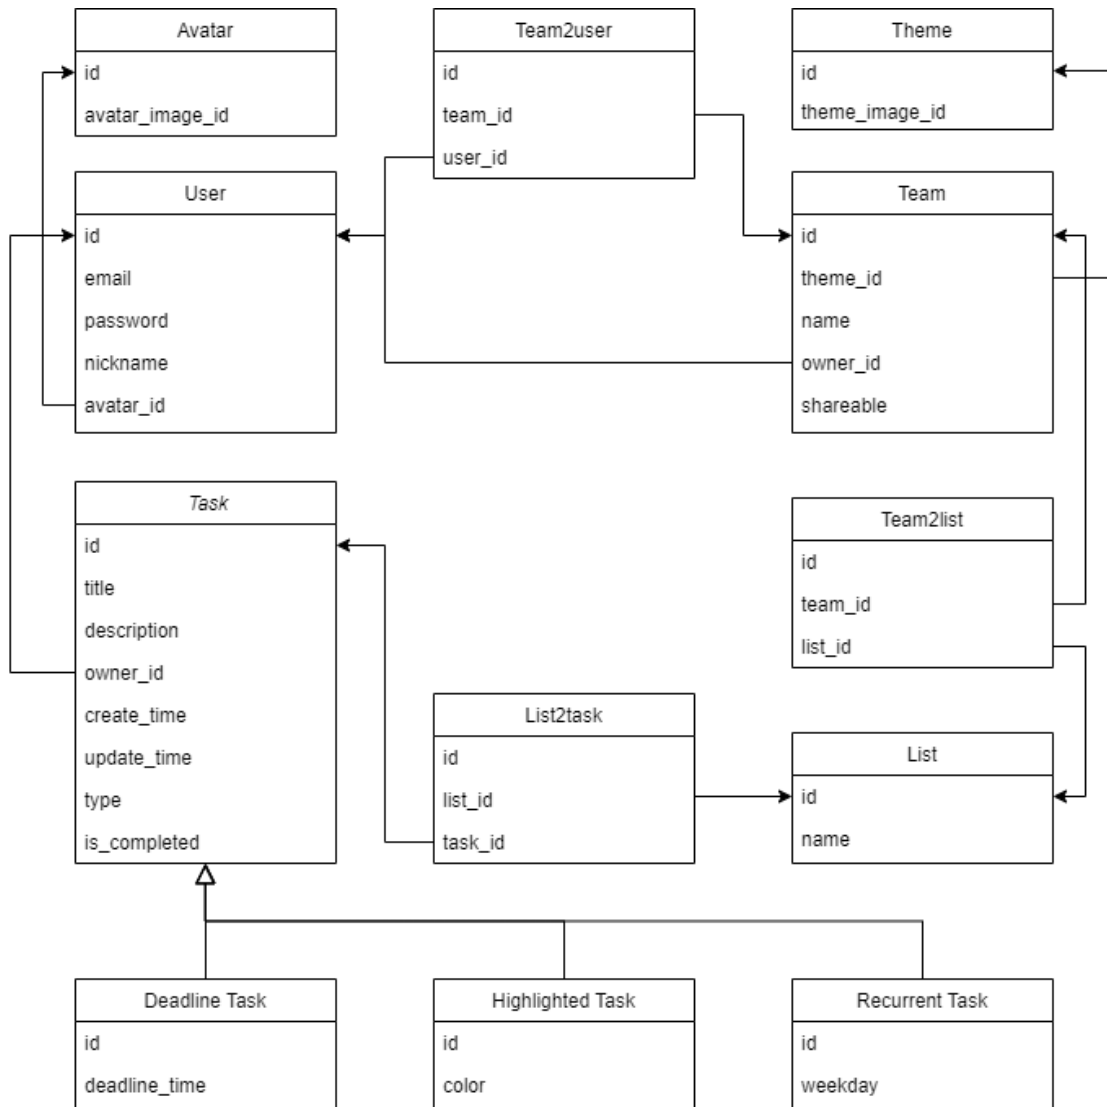 Avatar
id
avatar_image_id
Team2user
id
team_id
user_id
Theme
id
theme_image_id
User
id
email
password
nickname
avatar_id
Team
id
theme_id
name
owner_id
shareable
Task
id
title
description
owner_id
create_time
update_time
type
is_completed
Team2list
id
team_id
list_id
List2task
id
list_id
task_id
List
id
name
Deadline Task
id
deadline_time
Highlighted Task
id
color
Recurrent Task
id
weekday